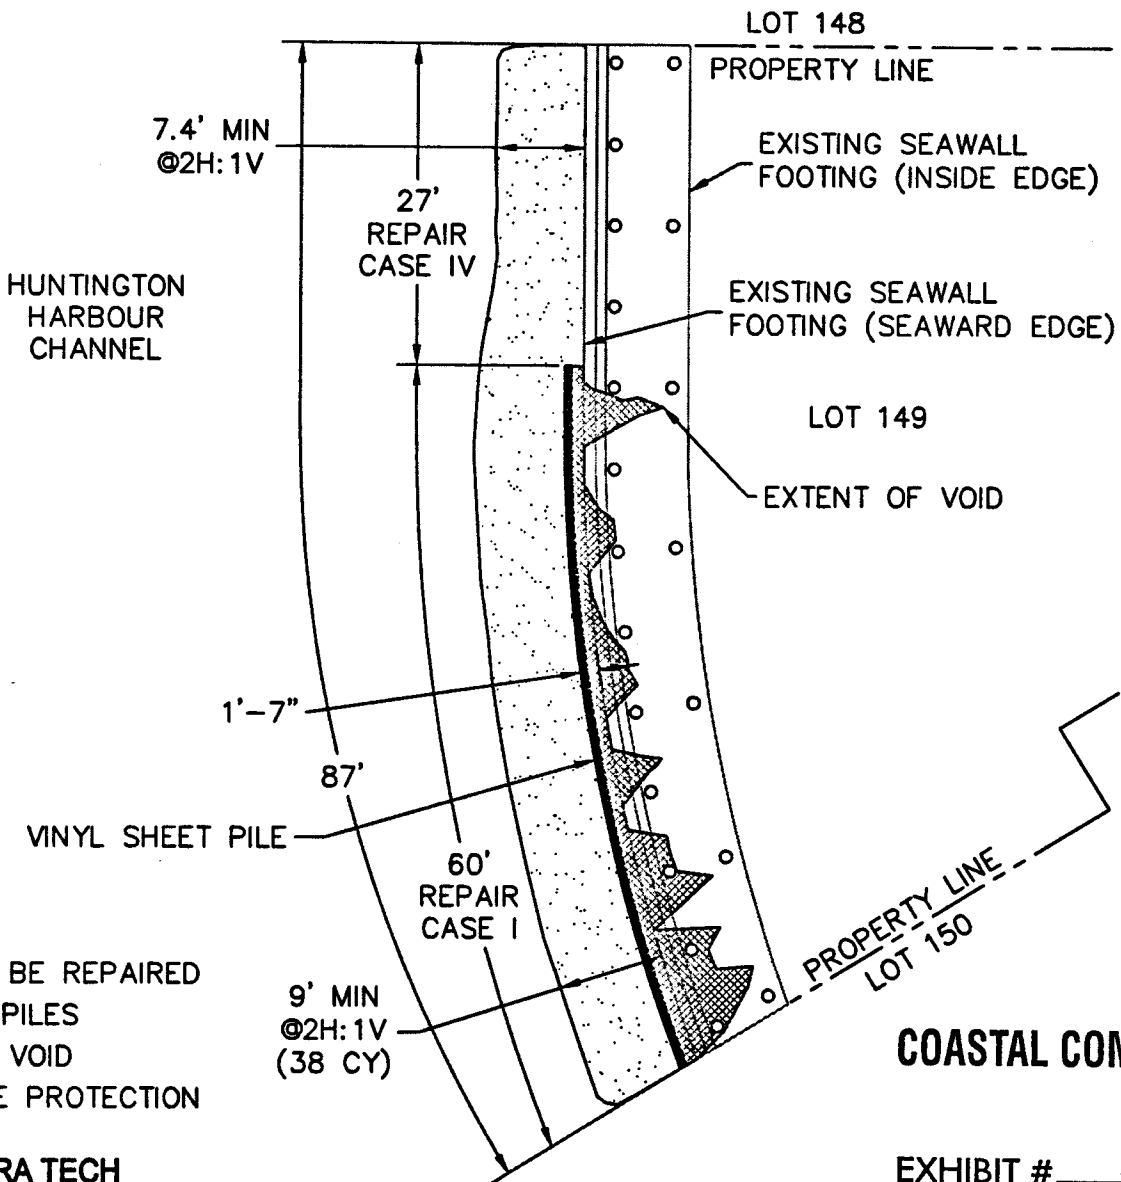 LOT 148
PROPERTY LINE
7.4' MIN
@2H:1V
EXISTING SEAWALL
FOOTING (INSIDE EDGE)
27'
REPAIR
CASE IV
HUNTINGTON
HARBOUR
CHANNEL
EXISTING SEAWALL
FOOTING (SEAWARD EDGE)
LOT 149
EXTENT OF VOID
1'-7"
87'
VINYL SHEET PILE
60'
REPAIR
CASE I
PROPERTY LINE
LOT 150
BE REPAIRED
PILES
VOID
E PROTECTION
9' MIN
@2H:1V
(38 CY)
COASTAL COM
RA TECH
EXHIBIT #